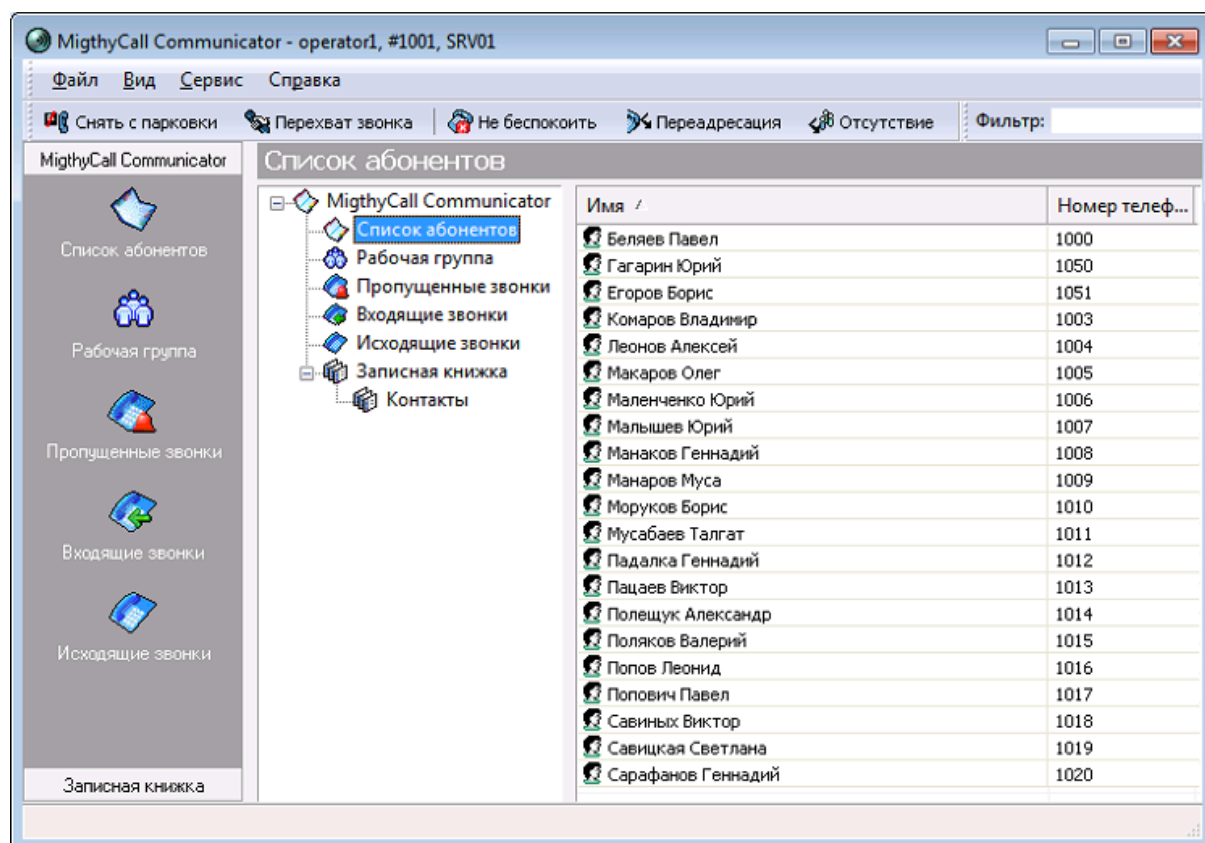 MigthyCall Communicator - operator1, #1001, SRV01
Файл Вид Сервис Справка
Снять с парковки Перехват звонка Не беспокоить Переадресация Отсутствие Фильтр:
MigthyCall Communicator
Список абонентов
Рабочая группа
Пропущенные звонки
Входящие звонки
Исходящие звонки
Записная книжка
Список абонентов
MigthyCall Communicator
Список абонентов
Рабочая группа
Пропущенные звонки
Входящие звонки
Исходящие звонки
Записная книжка
Контакты
Имя Номер телеф...
Беляев Павел 1000
Гагарин Юрий 1050
Егоров Борис 1051
Комаров Владимир 1003
Леонов Алексей 1004
Макаров Олег 1005
Маленченко Юрий 1006
Малышев Юрий 1007
Манаков Геннадий 1008
Манаров Муса 1009
Моруков Борис 1010
Мусабаев Талгат 1011
Падалка Геннадий 1012
Пацаев Виктор 1013
Полещук Александр 1014
Поляков Валерий 1015
Попов Леонид 1016
Попович Павел 1017
Савиных Виктор 1018
Савицкая Светлана 1019
Сарафанов Геннадий 1020